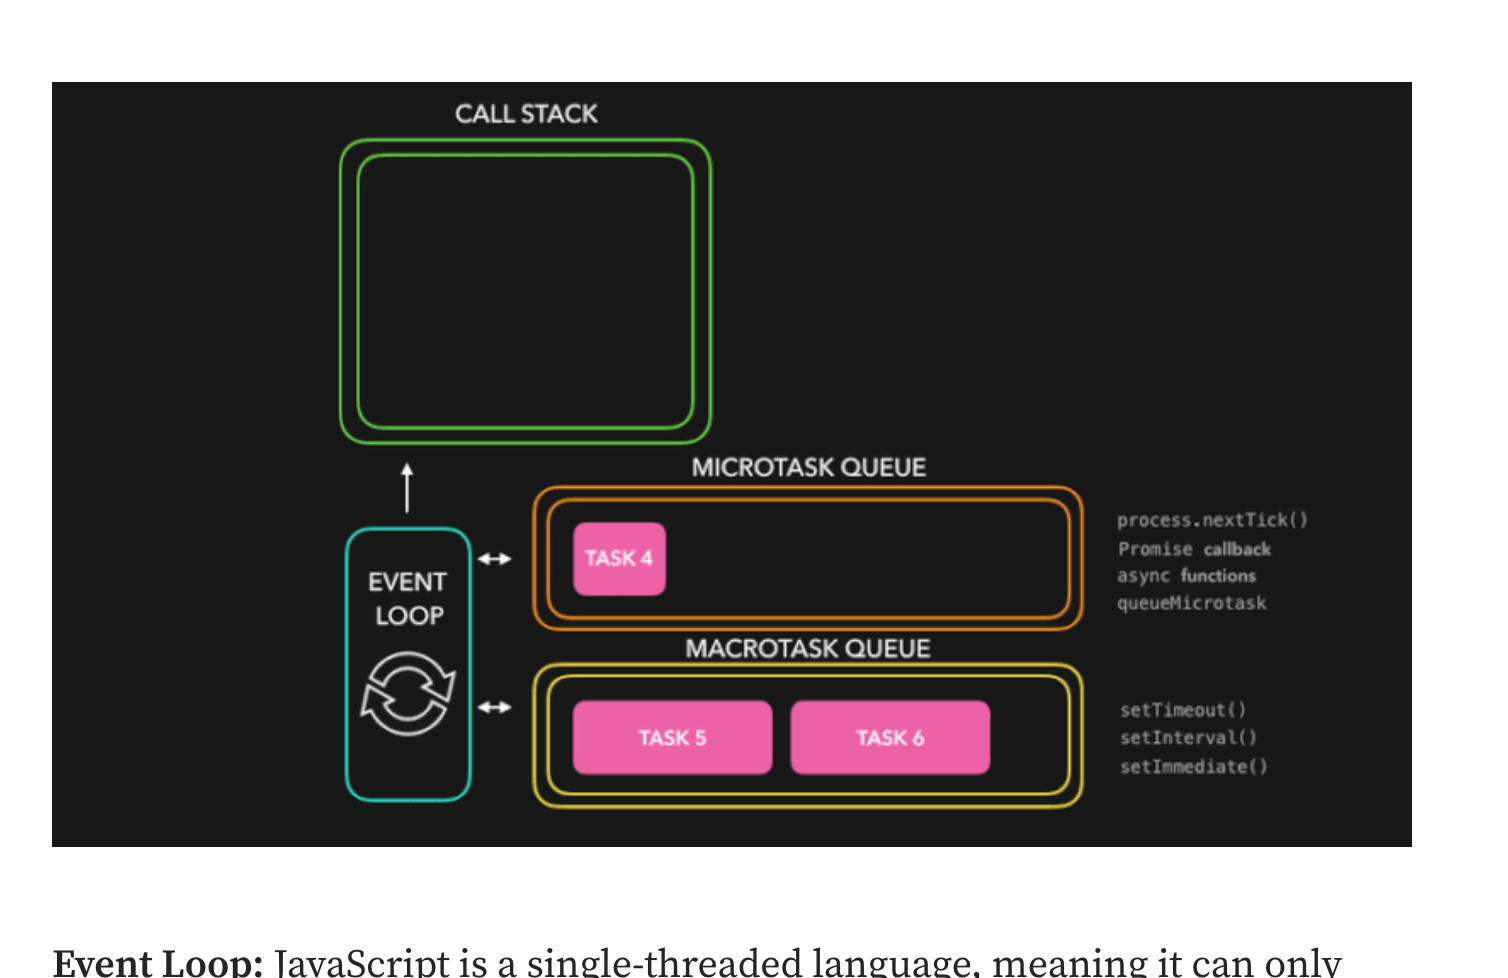 CALL STACK
MICROTASK QUEUE
TASK 4
process.nextTick()
Promise callback
async functions
queueMicrotask
EVENT
LOOP
MACROTASK QUEUE
TASK 5
TASK 6
setTimeout()
setInterval()
setImmediate()
Event Loop: JavaScript is a single-threaded language, meaning it can only